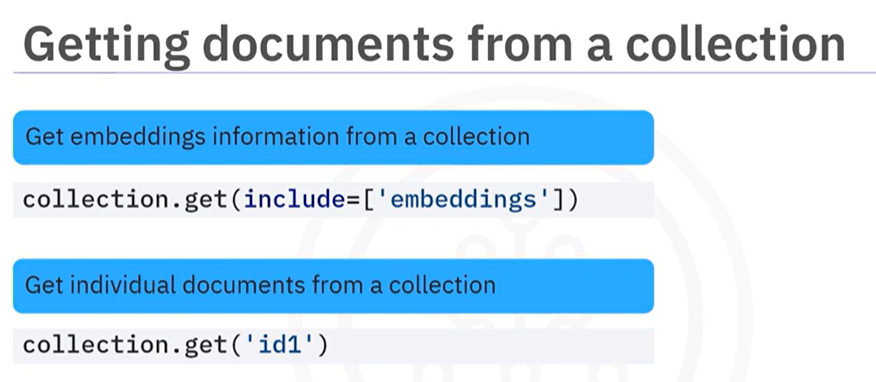 Getting documents from a collection
Get embeddings information from a collection
collection.get(include=['embeddings'])
Get individual documents from a collection
collection.get('id1')